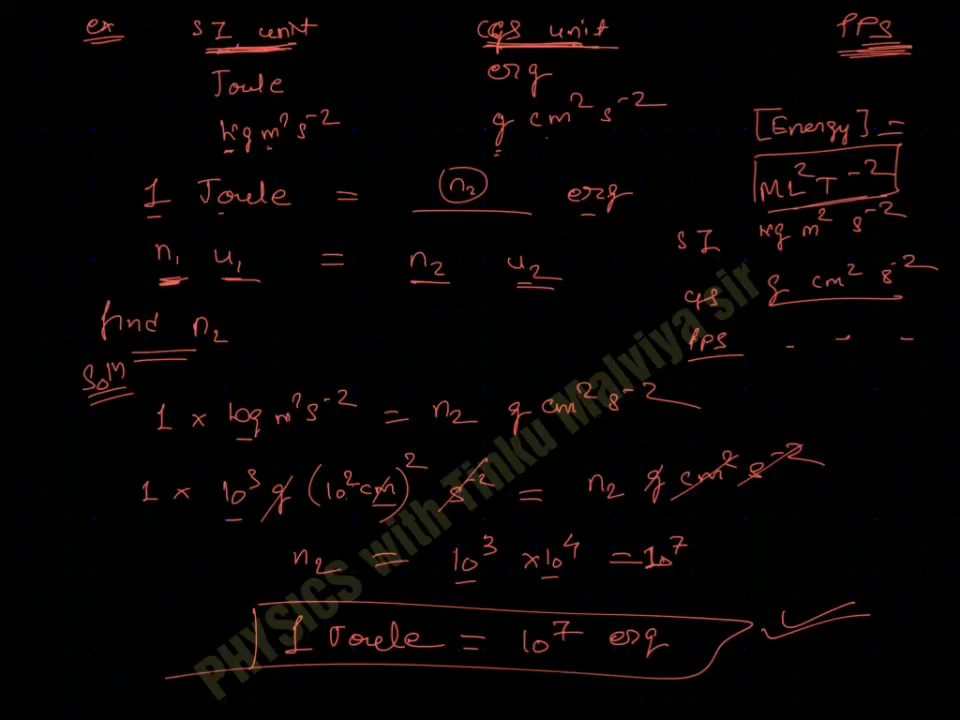 ex SI unit CGS unit FPS
Joule erg
kg m² s⁻² g cm² s⁻²
[Energy] =
ML²T⁻²
1 Joule = n₂ erg
SI kg m² s⁻²
n₁ u₁ = n₂ u₂
CGS g cm² s⁻²
find n₂
FPS - - -
Solⁿ
1 × kg m² s⁻² = n₂ g cm² s⁻²
1 × 10³ g (10² cm)² s⁻² = n₂ g cm² s⁻²
n₂ = 10³ × 10⁴ = 10⁷
1 Joule = 10⁷ erg
PHYSICS with Tinku Malviya sir